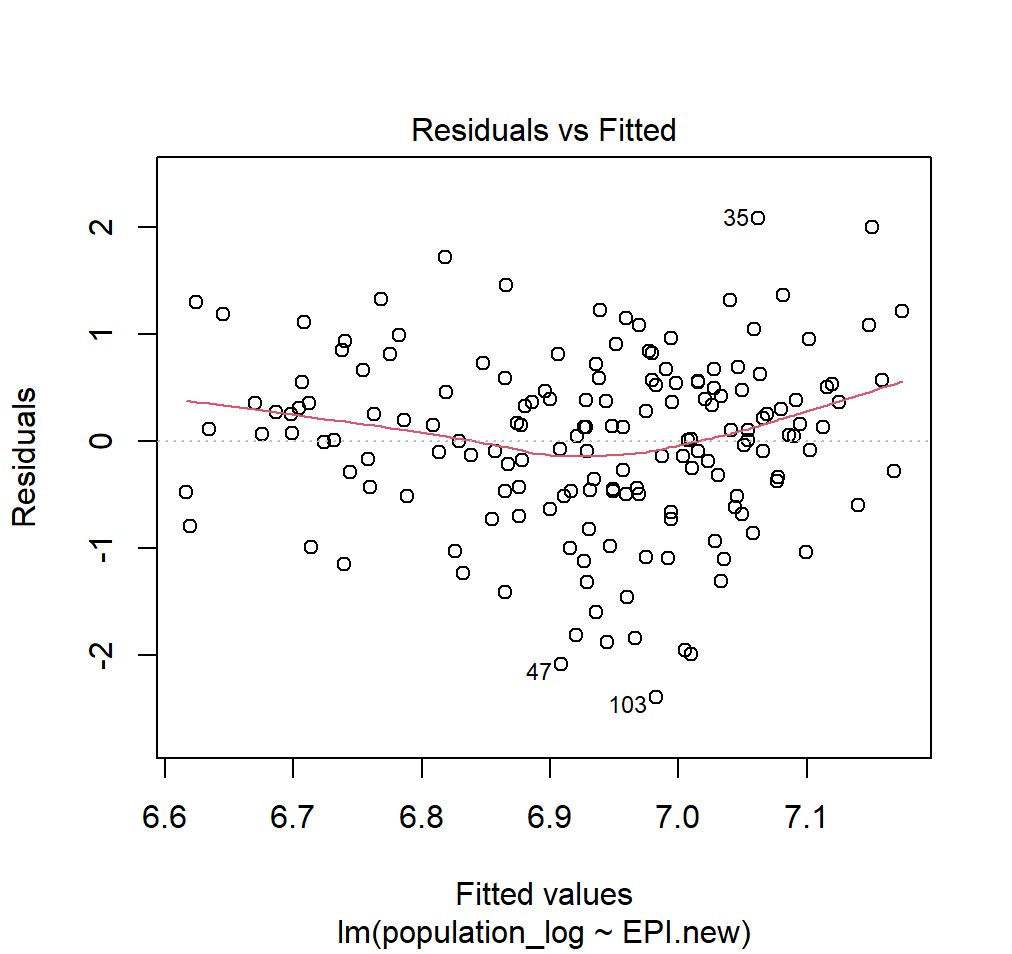 Residuals vs Fitted
Residuals
2
1
0
-1
-2
35
47
103
6.6 6.7 6.8 6.9 7.0 7.1
Fitted values
lm(population_log ~ EPI.new)